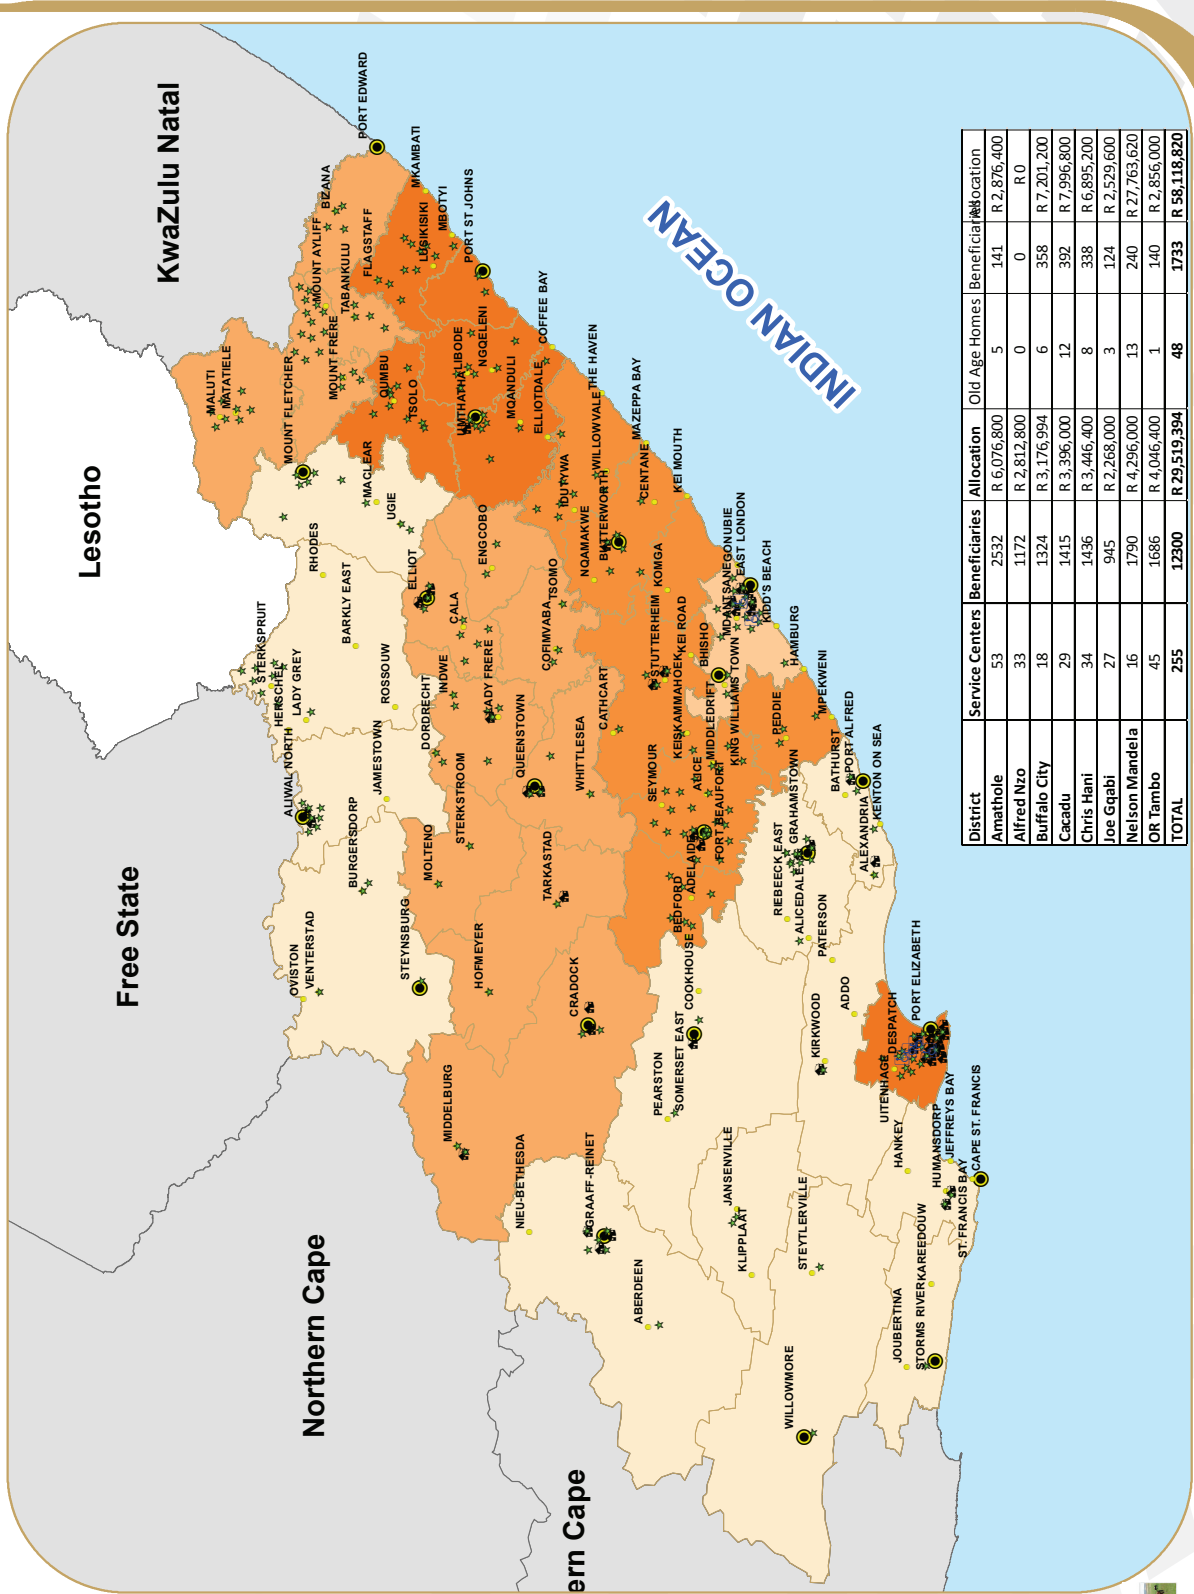 KwaZulu Natal
Lesotho
Free State
Northern Cape
ern Cape
INDIAN OCEAN
PORT EDWARD
BIZANA
MKAMBATI
MOUNT AYLIFF
FLAGSTAFF
LUSIKISIKI
MBOTYI
PORT ST JOHNS
TABANKULU
MOUNT FRERE
MALUTI
MATATIELE
MOUNT FLETCHER
QUMBU
TSOLO
LIBODE
NGQELENI
UMTHATHA
MQANDULI
COFFEE BAY
ELLIOTDALE
THE HAVEN
WILLOWVALE
IDUTYWA
MAZEPPA BAY
BUTTERWORTH
CENTANE
KEI MOUTH
NQAMAKWE
MACLEAR
UGIE
RHODES
BARKLY EAST
ELLIOT
ENGCOBO
CALA
TSOMO
COFIMVABA
KOMGA
GONUBIE
EAST LONDON
MDANTSANE
KIDD'S BEACH
STERKSPRUIT
HERSCHEL
LADY GREY
ROSSOUW
INDWE
LADY FRERE
DORDRECHT
STUTTERHEIM
KEI ROAD
BHISHO
HAMBURG
CATHCART
KEISKAMMAHOEK
MIDDLEDRIFT
KING WILLIAMS TOWN
MPEKWENI
PEDDIE
ALIWAL NORTH
JAMESTOWN
QUEENSTOWN
WHITTLESEA
STERKSTROOM
SEYMOUR
ALICE
PORT ALFRED
BATHURST
GRAHAMSTOWN
KENTON ON SEA
BURGERSDORP
MOLTENO
TARKASTAD
ADELAIDE
FORT BEAUFORT
BEDFORD
RIEBEECK EAST
ALICEDALE
ALEXANDRIA
PATERSON
OVISTON
VENTERSTAD
STEYNSBURG
HOFMEYER
CRADOCK
COOKHOUSE
SOMERSET EAST
PEARSTON
ADDO
KIRKWOOD
DESPATCH
PORT ELIZABETH
UITENHAGE
MIDDELBURG
NIEU-BETHESDA
GRAAFF-REINET
ABERDEEN
JANSENVILLE
KLIPPLAAT
STEYTLERVILLE
WILLOWMORE
HANKEY
HUMANSDORP
JEFFREYS BAY
CAPE ST. FRANCIS
ST. FRANCIS BAY
KAREEDOUW
STORMS RIVER
JOUBERTINA
District Service Centers Beneficiaries Allocation Old Age Homes Beneficiaries Allocation
Amathole 53 2532 R 6,076,800 5 141 R 2,876,400
Alfred Nzo 33 1172 R 2,812,800 0 0 R 0
Buffalo City 18 1324 R 3,176,994 6 358 R 7,201,200
Cacadu 29 1415 R 3,396,000 12 392 R 7,996,800
Chris Hani 34 1436 R 3,446,400 8 338 R 6,895,200
Joe Gqabi 27 945 R 2,268,000 3 124 R 2,529,600
Nelson Mandela 16 1790 R 4,296,000 13 240 R 27,763,620
OR Tambo 45 1686 R 4,046,400 1 140 R 2,856,000
TOTAL 255 12300 R 29,519,394 48 1733 R 58,118,820